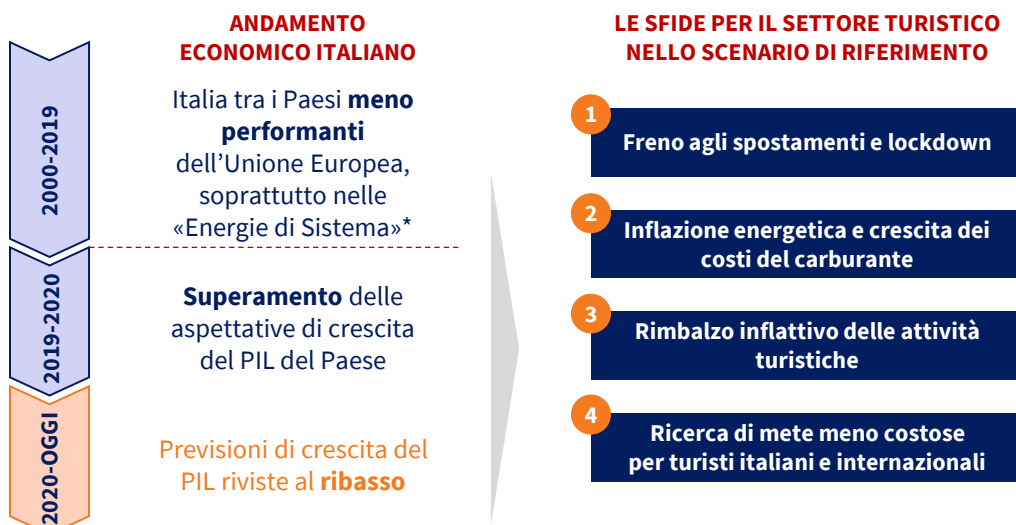 ANDAMENTO
ECONOMICO ITALIANO
2000-2019
Italia tra i Paesi meno
performanti
dell’Unione Europea,
soprattutto nelle
«Energie di Sistema»*
2019-2020
Superamento delle
aspettative di crescita
del PIL del Paese
2020-OGGI
Previsioni di crescita del
PIL riviste al ribasso
LE SFIDE PER IL SETTORE TURISTICO
NELLO SCENARIO DI RIFERIMENTO
1
Freno agli spostamenti e lockdown
2
Inflazione energetica e crescita dei
costi del carburante
3
Rimbalzo inflattivo delle attività
turistiche
4
Ricerca di mete meno costose
per turisti italiani e internazionali